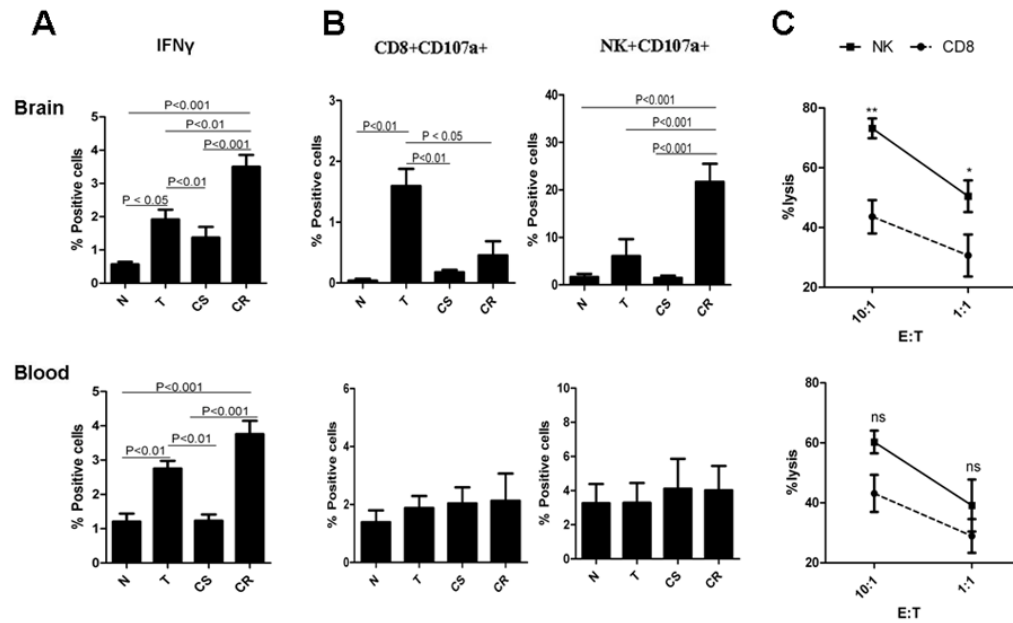 A
IFNγ
B
CD8+CD107a+
NK+CD107a+
C
NK
CD8
Brain
% Positive cells
5
4
3
2
1
0
P<0.001
P<0.01
P<0.001
P<0.01
P < 0.05
N
T
CS
CR
% Positive cells
3
2
1
0
P<0.01
P < 0.05
P<0.01
N
T
CS
CR
% Positive cells
40
30
20
10
0
P<0.001
P<0.001
P<0.001
N
T
CS
CR
%lysis
80
60
40
20
**
*
10:1
1:1
E:T
Blood
% Positive cells
5
4
3
2
1
0
P<0.001
P<0.001
P<0.01
P<0.01
N
T
CS
CR
% Positive cells
6
4
2
0
N
T
CS
CR
% Positive cells
10
8
6
4
2
0
N
T
CS
CR
%lysis
80
60
40
20
ns
ns
10:1
1:1
E:T